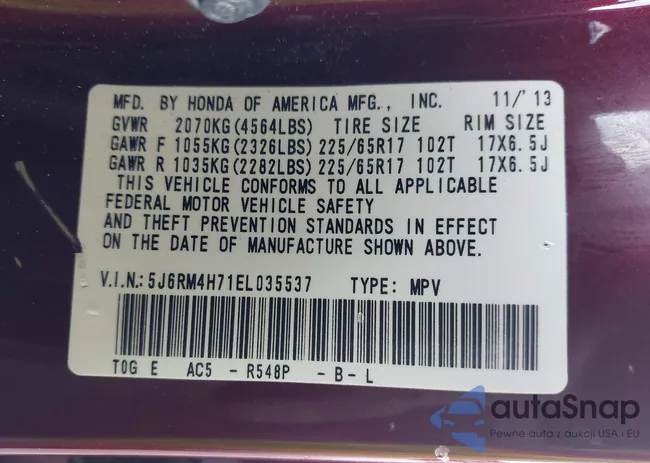 MFD. BY HONDA OF AMERICA MFG., INC. 11/'13
GVWR 2070KG(4564LBS) TIRE SIZE RIM SIZE
GAWR F 1055KG(2326LBS) 225/65R17 102T 17X6.5J
GAWR R 1035KG(2282LBS) 225/65R17 102T 17X6.5J
THIS VEHICLE CONFORMS TO ALL APPLICABLE
FEDERAL MOTOR VEHICLE SAFETY
AND THEFT PREVENTION STANDARDS IN EFFECT
ON THE DATE OF MANUFACTURE SHOWN ABOVE.
V.I.N.: 5J6RM4H71EL035537 TYPE: MPV
TOG E AC5 - R548P - B - L
autaSnap
Pewne auta z aukcji USA i EU